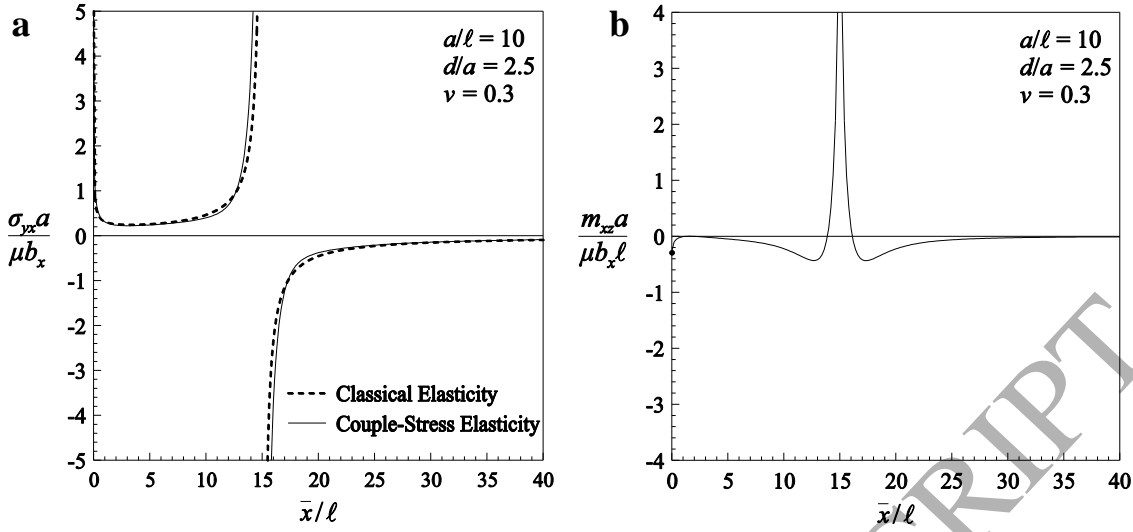 a
a/ℓ = 10
d/a = 2.5
ν = 0.3
σyx a
μbx
5
4
3
2
1
0
-1
-2
-3
-4
-5
Classical Elasticity
Couple-Stress Elasticity
0 5 10 15 20 25 30 35 40
x̄/ℓ
b
a/ℓ = 10
d/a = 2.5
ν = 0.3
mxz a
μbx ℓ
4
3
2
1
0
-1
-2
-3
-4
0 5 10 15 20 25 30 35 40
x̄/ℓ
RIPT